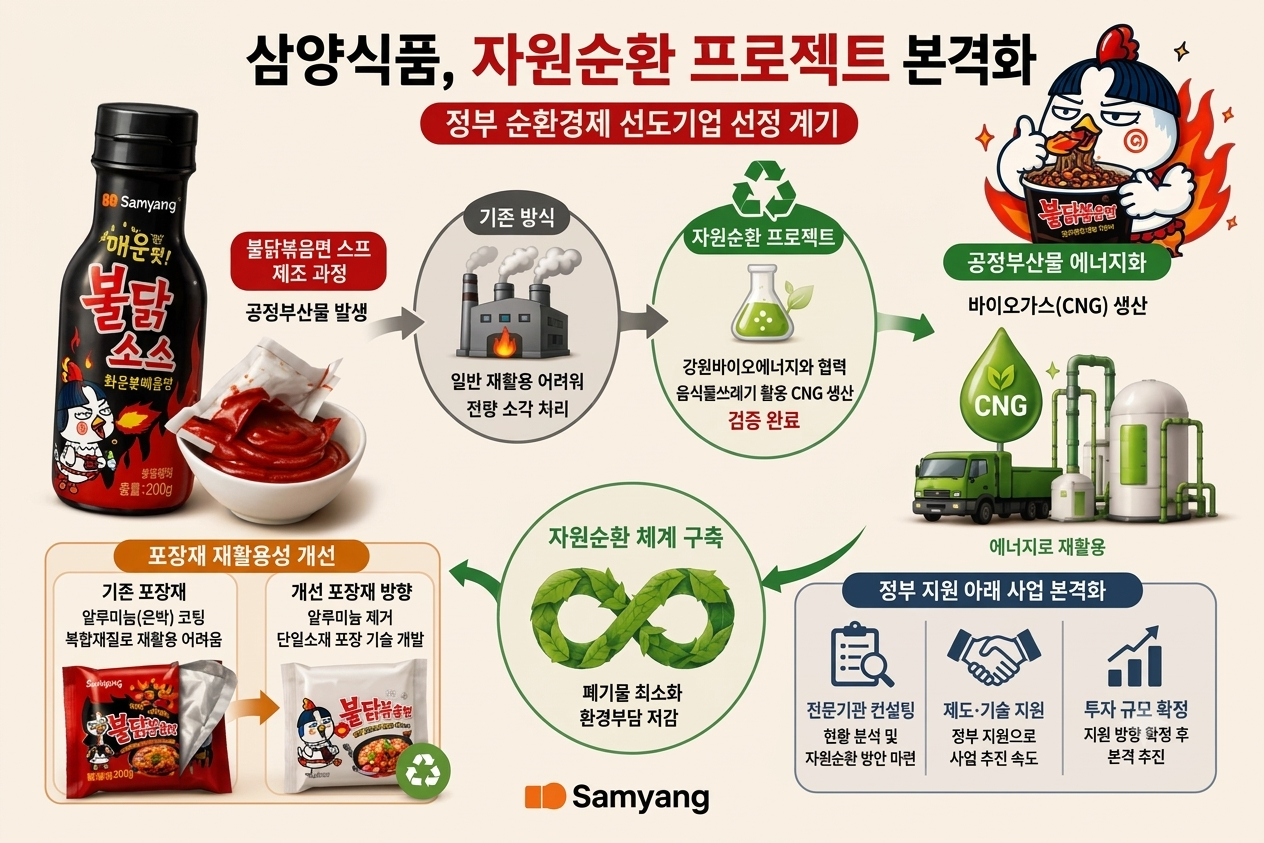 삼양식품, 자원순환 프로젝트 본격화
정부 순환경제 선도기업 선정 계기
Samyang
매운맛!
불닭
소스
200g
불닭볶음면 스프
제조 과정
공정부산물 발생
기존 방식
일반 재활용 어려워
전량 소각 처리
자원순환 프로젝트
강원바이오에너지와 협력
음식물쓰레기 활용 CNG 생산
검증 완료
불닭볶음면
공정부산물 에너지화
바이오가스(CNG) 생산
CNG
에너지로 재활용
포장재 재활용성 개선
기존 포장재
알루미늄(은박) 코팅
복합재질로 재활용 어려움
불닭볶음면
200g
개선 포장재 방향
알루미늄 제거
단일소재 포장 기술 개발
불닭볶음면
자원순환 체계 구축
폐기물 최소화
환경부담 저감
정부 지원 아래 사업 본격화
전문기관 컨설팅
현황 분석 및
자원순환 방안 마련
제도·기술 지원
정부 지원으로
사업 추진 속도
투자 규모 확정
지원 방향 확정 후
본격 추진
Samyang